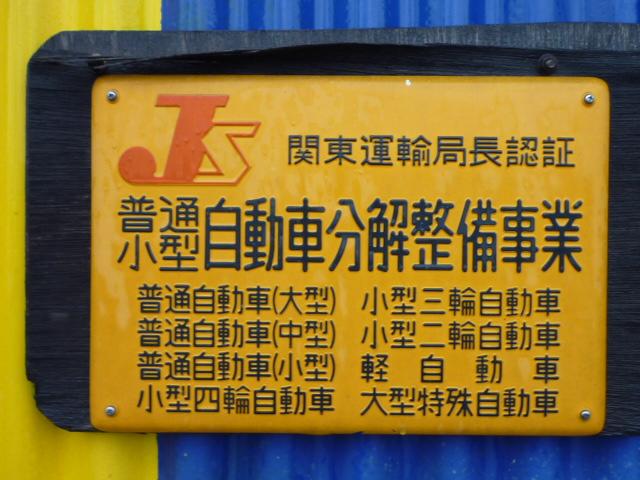 JS
関東運輸局長認証
普通
小型
自動車分解整備事業
普通自動車(大型) 小型三輪自動車
普通自動車(中型) 小型二輪自動車
普通自動車(小型) 軽自動車
小型四輪自動車 大型特殊自動車